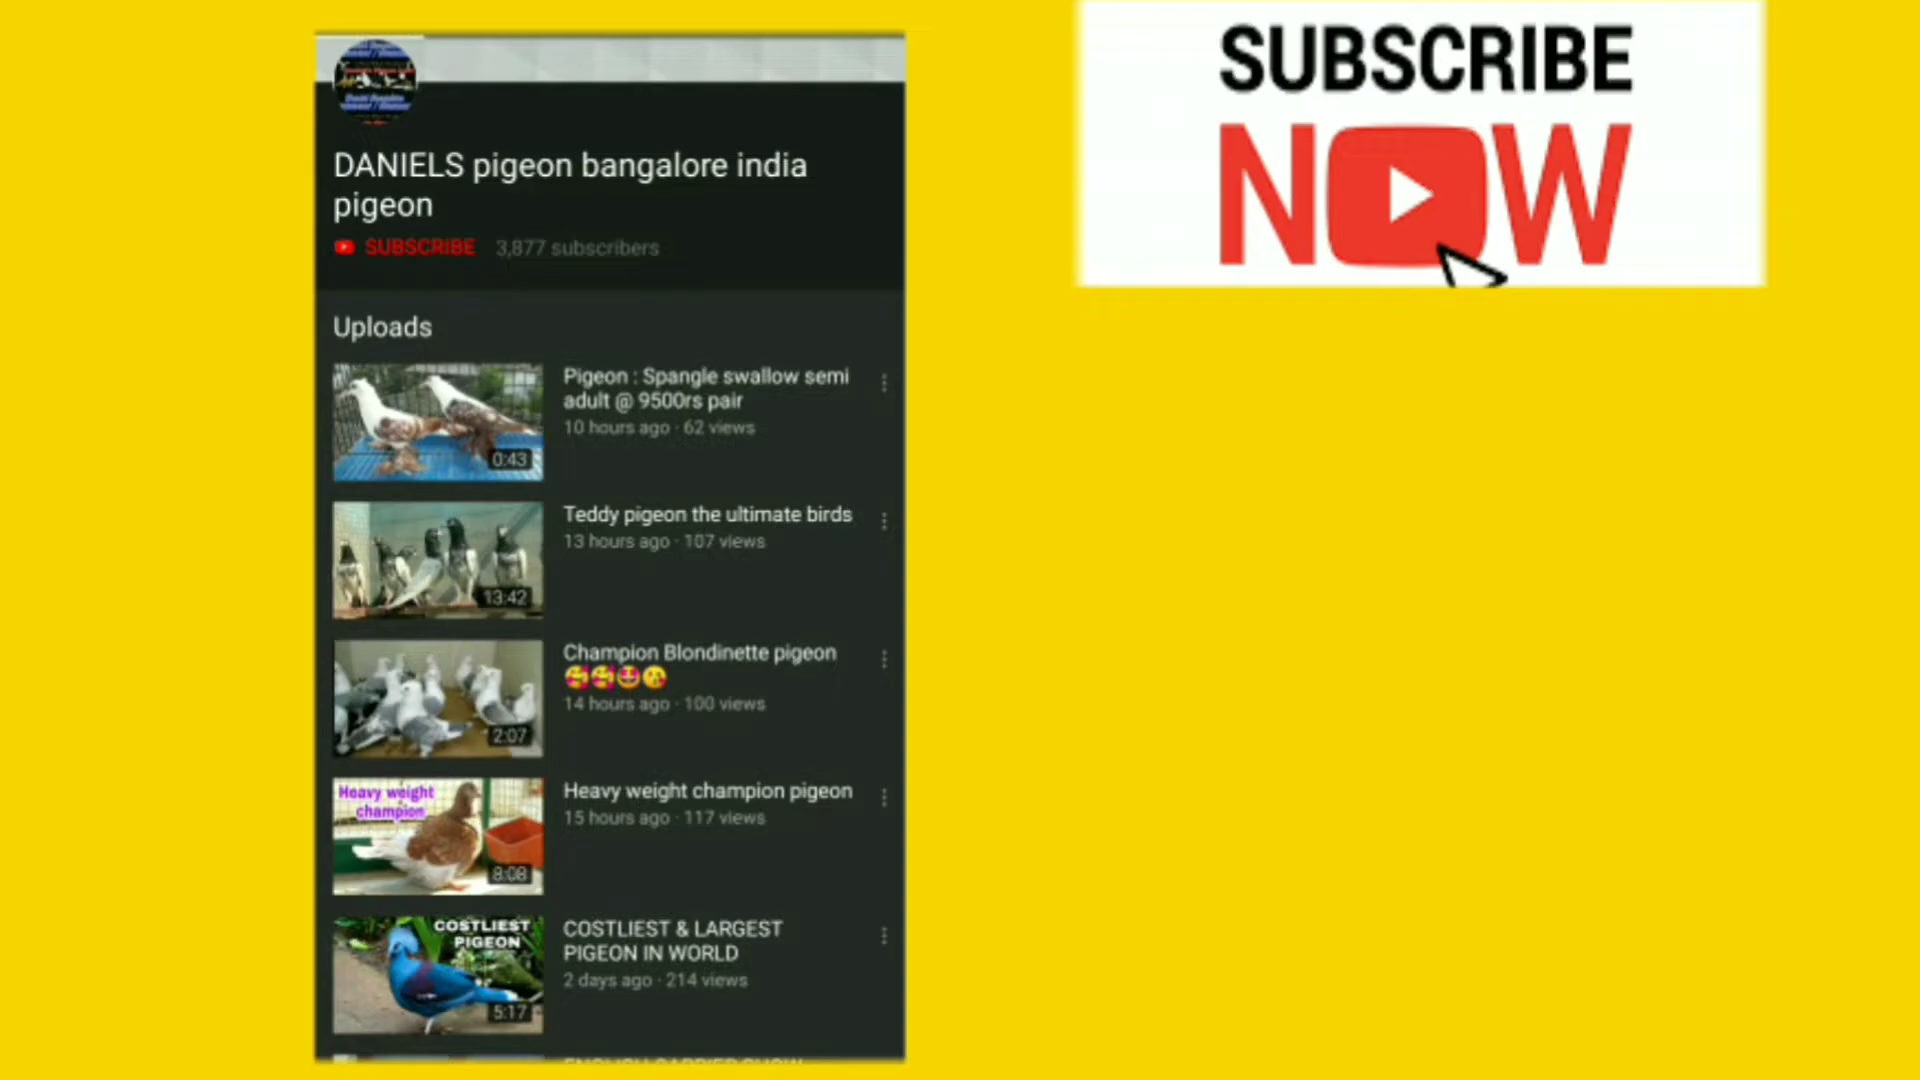 DANIELS pigeon bangalore india
pigeon
SUBSCRIBE 3,877 subscribers
Uploads
Pigeon : Spangle swallow semi
adult @ 9500rs pair
10 hours ago · 62 views
0:43
Teddy pigeon the ultimate birds
13 hours ago · 107 views
13:42
Champion Blondinette pigeon
🥰🥰🤩😘
14 hours ago · 100 views
2:07
Heavy weight
champion
Heavy weight champion pigeon
15 hours ago · 117 views
8:08
COSTLIEST
PIGEON
COSTLIEST & LARGEST
PIGEON IN WORLD
2 days ago · 214 views
5:17
SUBSCRIBE
NOW